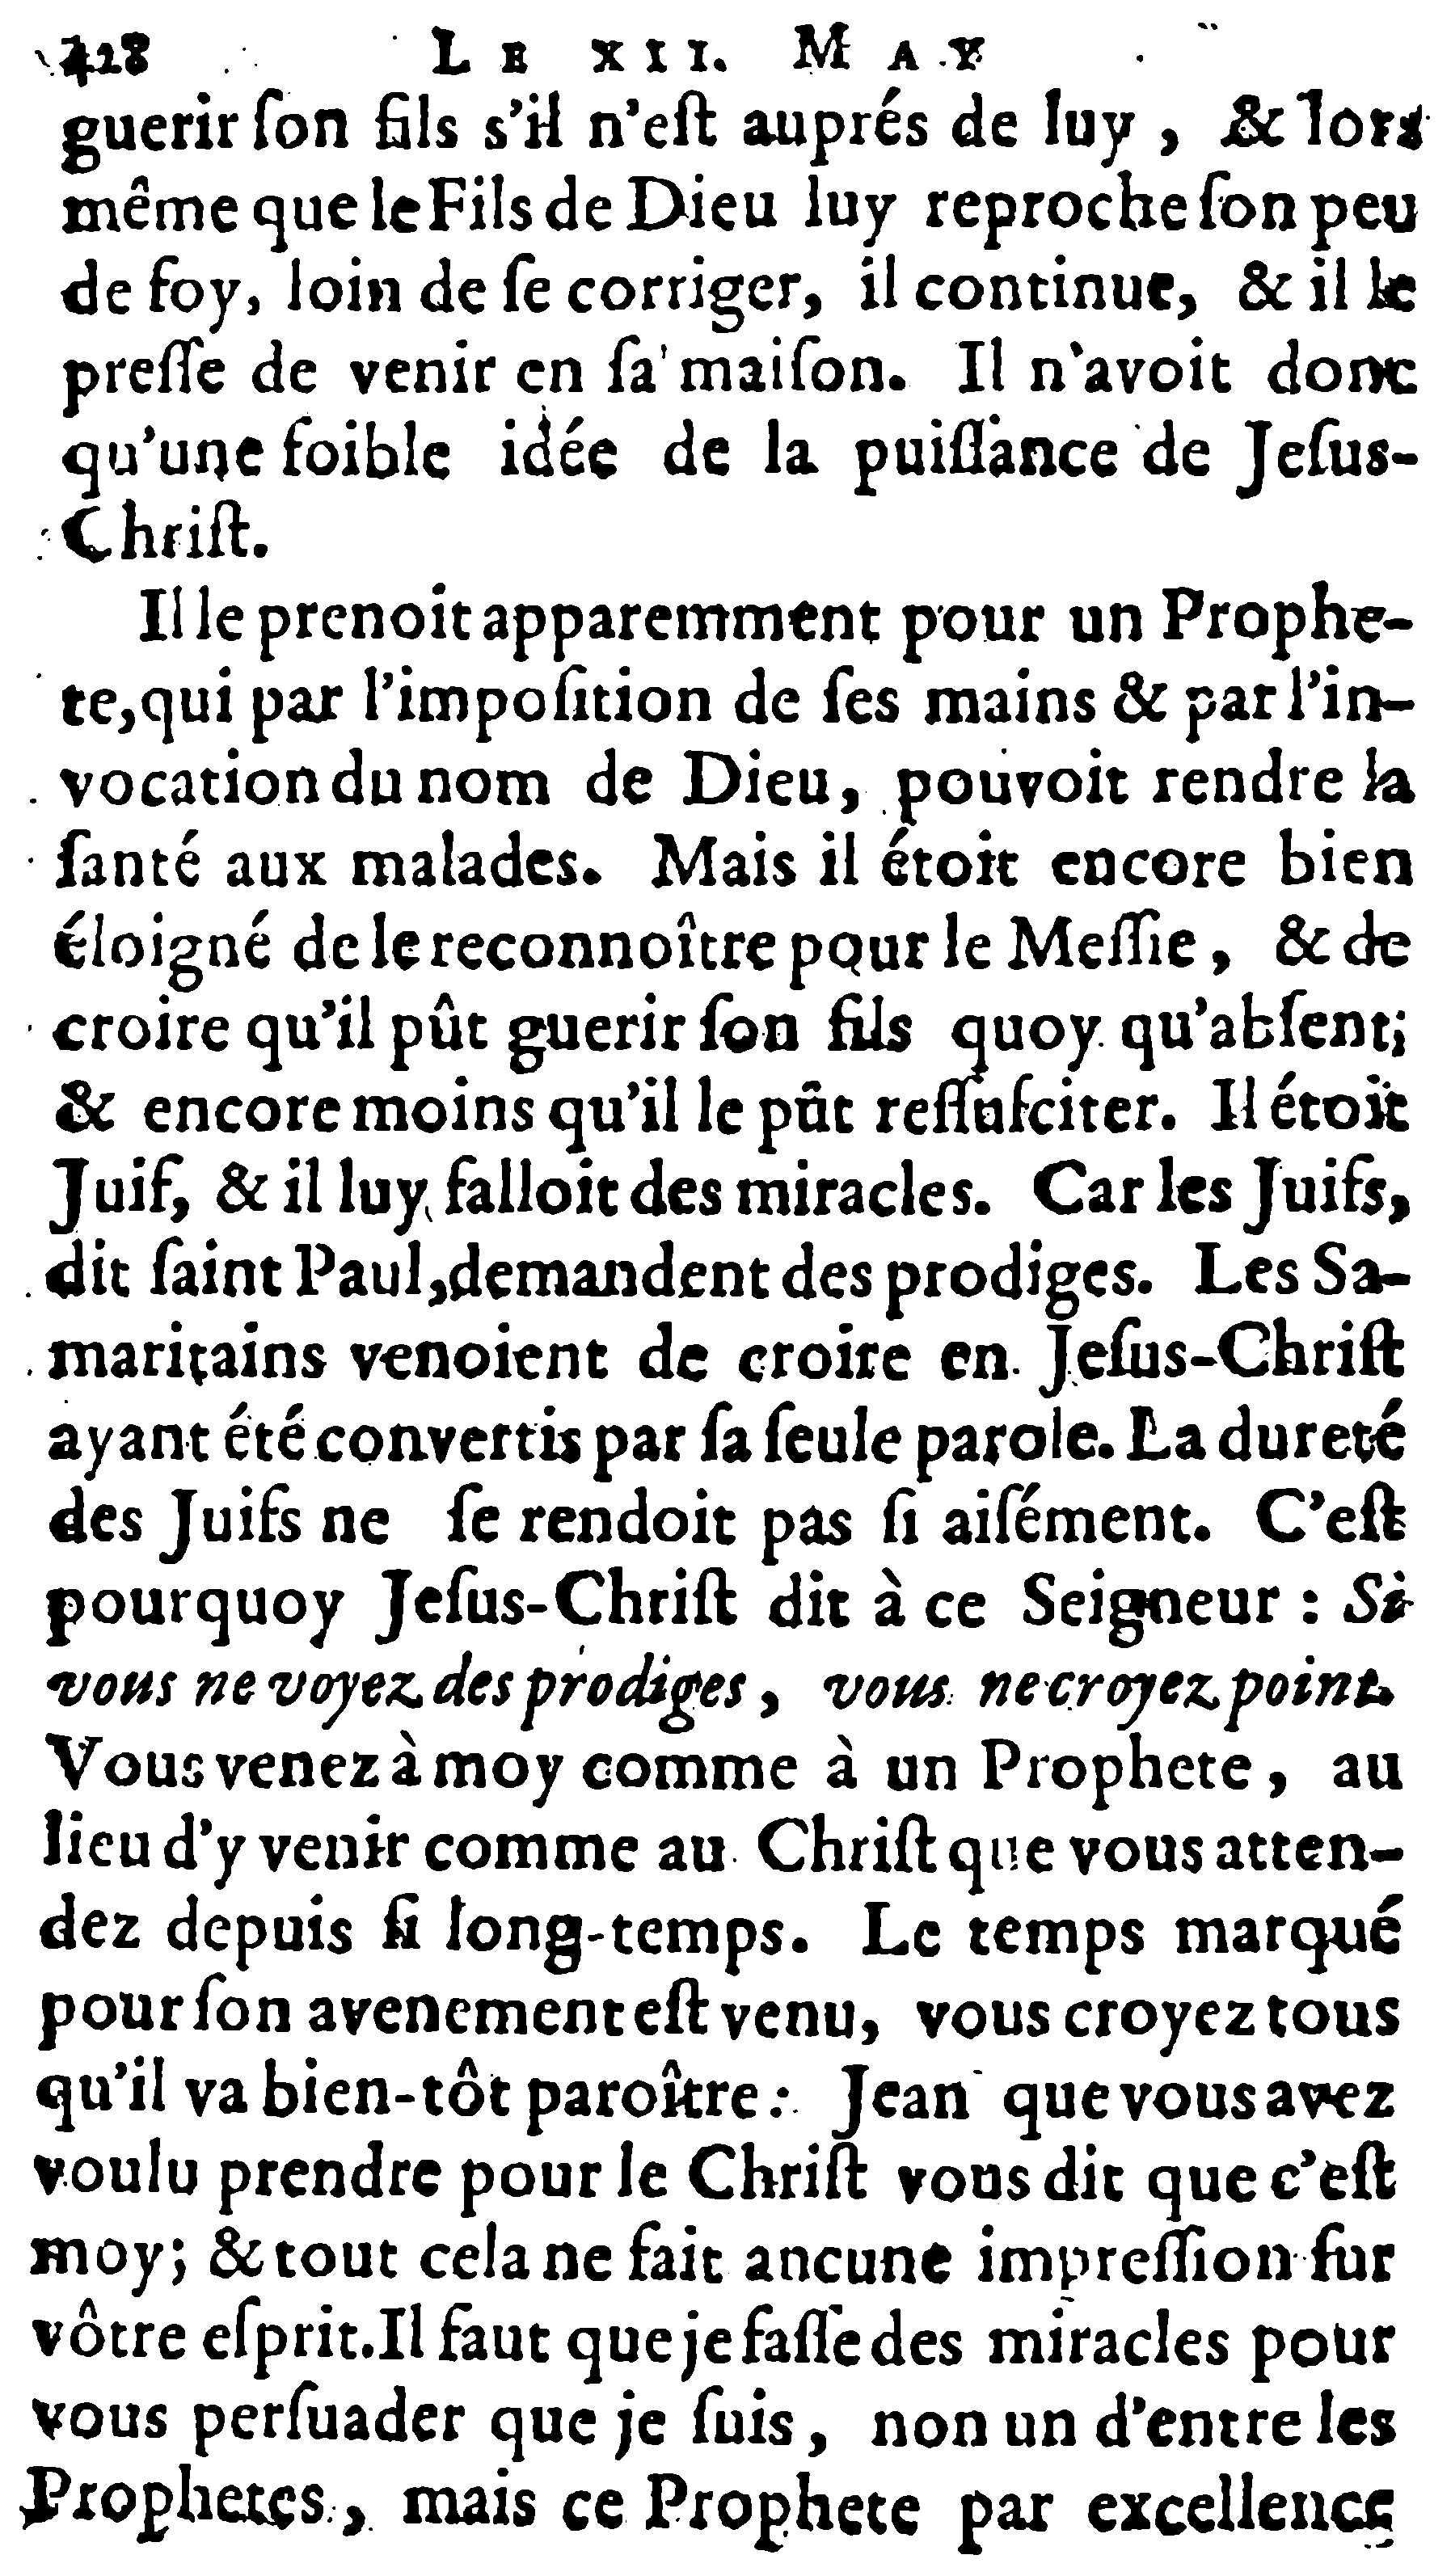 428 LE XII. MAY
guerir ſon fils s'il n'eſt auprés de luy, & lors
même que le Fils de Dieu luy reproche ſon peu
de foy, loin de ſe corriger, il continue, & il le
preſſe de venir en ſa maiſon. Il n'avoit donc
qu'une foible idée de la puiſſance de Jeſus-
Chriſt.
Il le prenoit apparemment pour un Prophe-
te, qui par l'impoſition de ſes mains & par l'in-
vocation du nom de Dieu, pouvoit rendre la
ſanté aux malades. Mais il étoit encore bien
éloigné de le reconnoître pour le Meſſie, & de
croire qu'il pût guerir ſon fils quoy qu'abſent;
& encore moins qu'il le pût reſſuſciter. Il étoit
Juif, & il luy falloit des miracles. Car les Juifs,
dit ſaint Paul, demandent des prodiges. Les Sa-
maritains venoient de croire en Jeſus-Chriſt
ayant été convertis par ſa ſeule parole. La dureté
des Juifs ne ſe rendoit pas ſi aiſément. C'eſt
pourquoy Jeſus-Chriſt dit à ce Seigneur : Si
vous ne voyez des prodiges, vous ne croyez point.
Vous venez à moy comme à un Prophete, au
lieu d'y venir comme au Chriſt que vous atten-
dez depuis ſi long-temps. Le temps marqué
pour ſon avenement eſt venu, vous croyez tous
qu'il va bien-tôt paroître : Jean que vous avez
voulu prendre pour le Chriſt vous dit que c'eſt
moy; & tout cela ne fait aucune impreſſion ſur
vôtre eſprit. Il faut que je faſſe des miracles pour
vous perſuader que je ſuis, non un d'entre les
Prophetes, mais ce Prophete par excellence